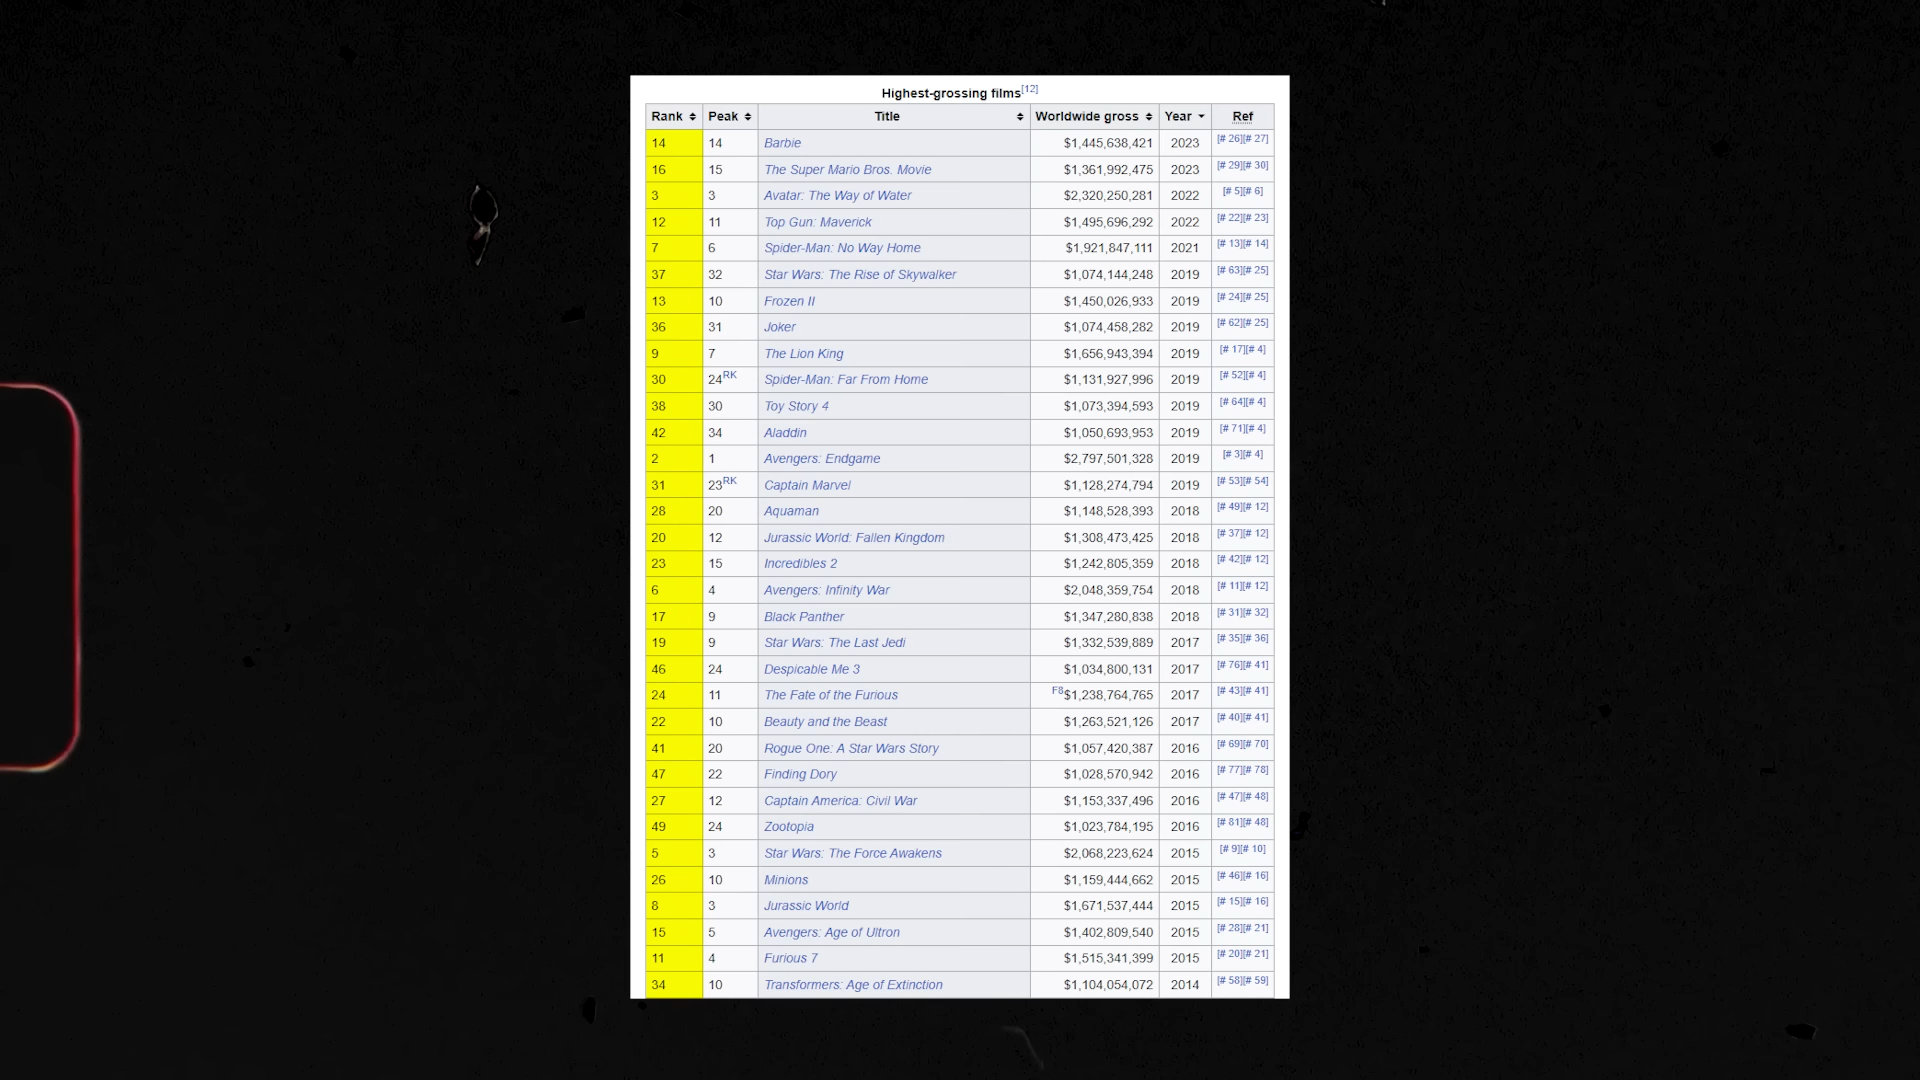 Highest-grossing films[12]
Rank Peak Title Worldwide gross Year Ref
14 14 Barbie $1,445,638,421 2023 [# 26][# 27]
16 15 The Super Mario Bros. Movie $1,361,992,475 2023 [# 29][# 30]
3 3 Avatar: The Way of Water $2,320,250,281 2022 [# 5][# 6]
12 11 Top Gun: Maverick $1,495,696,292 2022 [# 22][# 23]
7 6 Spider-Man: No Way Home $1,921,847,111 2021 [# 13][# 14]
37 32 Star Wars: The Rise of Skywalker $1,074,144,248 2019 [# 63][# 25]
13 10 Frozen II $1,450,026,933 2019 [# 24][# 25]
36 31 Joker $1,074,458,282 2019 [# 62][# 25]
9 7 The Lion King $1,656,943,394 2019 [# 17][# 4]
30 24RK Spider-Man: Far From Home $1,131,927,996 2019 [# 52][# 4]
38 30 Toy Story 4 $1,073,394,593 2019 [# 64][# 4]
42 34 Aladdin $1,050,693,953 2019 [# 71][# 4]
2 1 Avengers: Endgame $2,797,501,328 2019 [# 3][# 4]
31 23RK Captain Marvel $1,128,274,794 2019 [# 53][# 54]
28 20 Aquaman $1,148,528,393 2018 [# 49][# 12]
20 12 Jurassic World: Fallen Kingdom $1,308,473,425 2018 [# 37][# 12]
23 15 Incredibles 2 $1,242,805,359 2018 [# 42][# 12]
6 4 Avengers: Infinity War $2,048,359,754 2018 [# 11][# 12]
17 9 Black Panther $1,347,280,838 2018 [# 31][# 32]
19 9 Star Wars: The Last Jedi $1,332,539,889 2017 [# 35][# 36]
46 24 Despicable Me 3 $1,034,800,131 2017 [# 76][# 41]
24 11 The Fate of the Furious F8$1,238,764,765 2017 [# 43][# 41]
22 10 Beauty and the Beast $1,263,521,126 2017 [# 40][# 41]
41 20 Rogue One: A Star Wars Story $1,057,420,387 2016 [# 69][# 70]
47 22 Finding Dory $1,028,570,942 2016 [# 77][# 78]
27 12 Captain America: Civil War $1,153,337,496 2016 [# 47][# 48]
49 24 Zootopia $1,023,784,195 2016 [# 81][# 48]
5 3 Star Wars: The Force Awakens $2,068,223,624 2015 [# 9][# 10]
26 10 Minions $1,159,444,662 2015 [# 46][# 16]
8 3 Jurassic World $1,671,537,444 2015 [# 15][# 16]
15 5 Avengers: Age of Ultron $1,402,809,540 2015 [# 28][# 21]
11 4 Furious 7 $1,515,341,399 2015 [# 20][# 21]
34 10 Transformers: Age of Extinction $1,104,054,072 2014 [# 58][# 59]